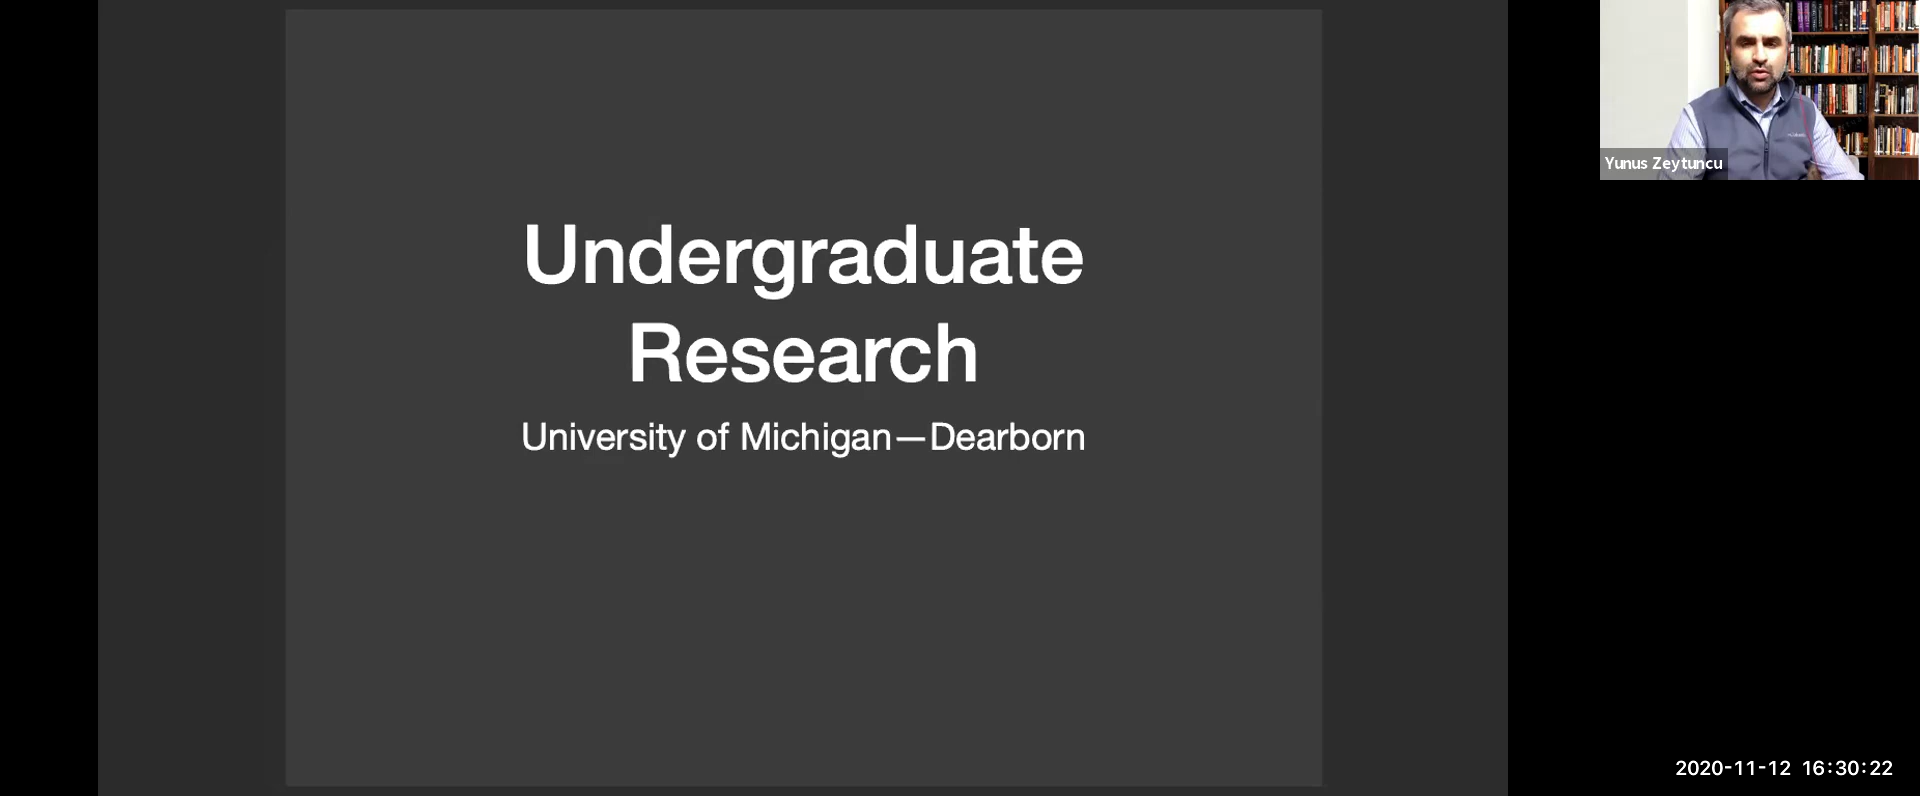 Undergraduate
Research
University of Michigan—Dearborn
Yunus Zeytuncu
2020-11-12 16:30:22